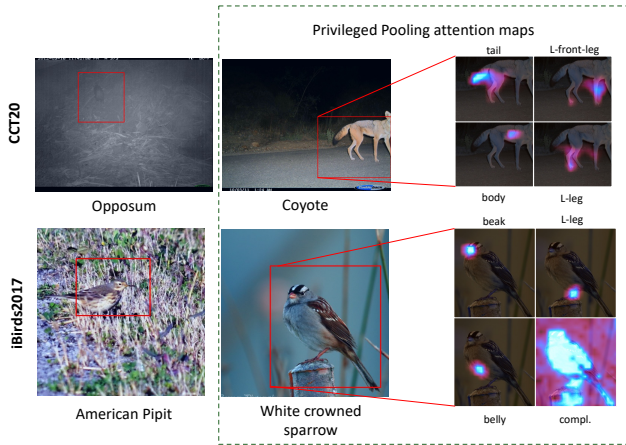 Privileged Pooling attention maps
tail
L-front-leg
CCT20
body
L-leg
Opposum
Coyote
beak
L-leg
iBirds2017
belly
compl.
American Pipit
White crowned
sparrow